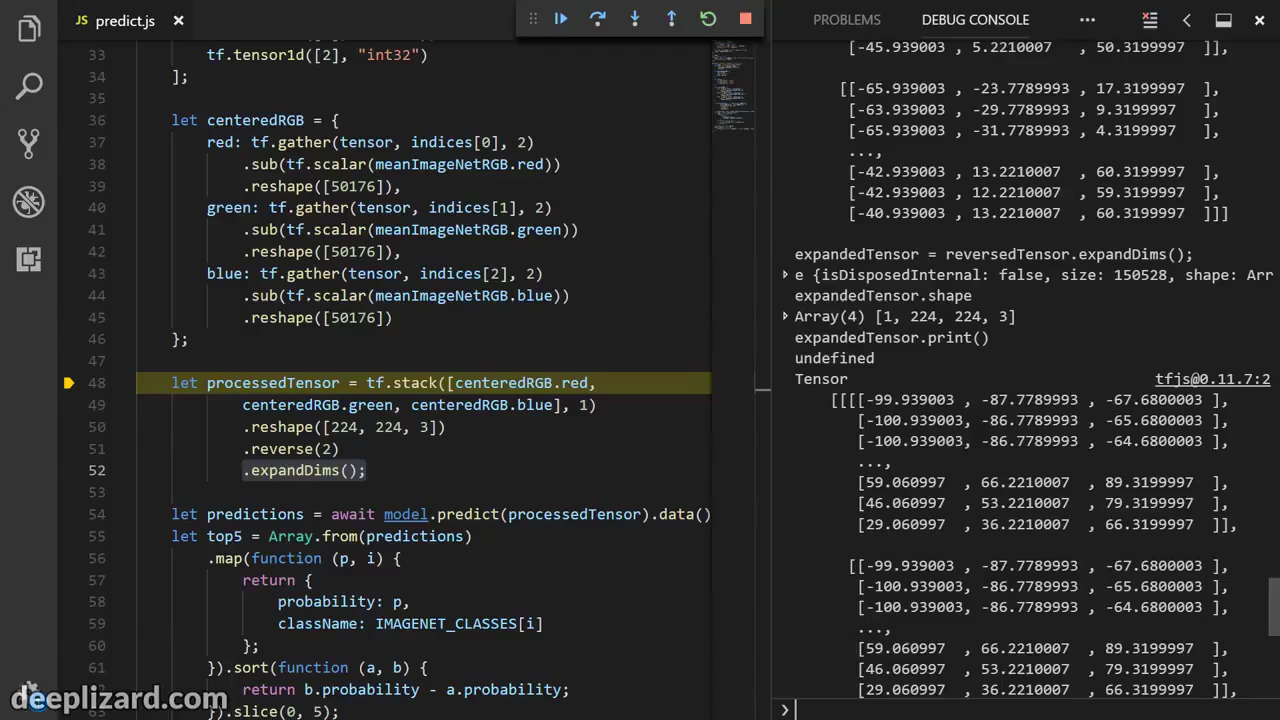 predict.js
PROBLEMS
DEBUG CONSOLE
33
tf.tensor1d([2], "int32")
34
];
35
36
let centeredRGB = {
37
red: tf.gather(tensor, indices[0], 2)
38
.sub(tf.scalar(meanImageNetRGB.red))
39
.reshape([50176]),
40
green: tf.gather(tensor, indices[1], 2)
41
.sub(tf.scalar(meanImageNetRGB.green))
42
.reshape([50176]),
43
blue: tf.gather(tensor, indices[2], 2)
44
.sub(tf.scalar(meanImageNetRGB.blue))
45
.reshape([50176])
46
};
47
48
let processedTensor = tf.stack([centeredRGB.red,
49
centeredRGB.green, centeredRGB.blue], 1)
50
.reshape([224, 224, 3])
51
.reverse(2)
52
.expandDims();
53
54
let predictions = await model.predict(processedTensor).data()
55
let top5 = Array.from(predictions)
56
.map(function (p, i) {
57
return {
58
probability: p,
59
className: IMAGENET_CLASSES[i]
60
};
61
}).sort(function (a, b) {
62
return b.probability - a.probability;
.slice(0, 5);
[-45.939003 , 5.2210007 , 50.3199997 ]],
[[-65.939003 , -23.7789993 , 17.3199997 ],
[-63.939003 , -29.7789993 , 9.3199997 ],
[-65.939003 , -31.7789993 , 4.3199997 ],
...,
[-42.939003 , 13.2210007 , 60.3199997 ],
[-42.939003 , 12.2210007 , 59.3199997 ],
[-40.939003 , 13.2210007 , 60.3199997 ]]]
expandedTensor = reversedTensor.expandDims();
e {isDisposedInternal: false, size: 150528, shape: Arr
expandedTensor.shape
Array(4) [1, 224, 224, 3]
expandedTensor.print()
undefined
Tensor tfjs@0.11.7:2
[[[[-99.939003 , -87.7789993 , -67.6800003 ],
[-100.939003, -86.7789993 , -65.6800003 ],
[-100.939003, -86.7789993 , -64.6800003 ],
...,
[59.060997 , 66.2210007 , 89.3199997 ],
[46.060997 , 53.2210007 , 79.3199997 ],
[29.060997 , 36.2210007 , 66.3199997 ]],
[[-99.939003 , -87.7789993 , -67.6800003 ],
[-100.939003, -86.7789993 , -65.6800003 ],
[-100.939003, -86.7789993 , -64.6800003 ],
...,
[59.060997 , 66.2210007 , 89.3199997 ],
[46.060997 , 53.2210007 , 79.3199997 ],
[29.060997 , 36.2210007 , 66.3199997 ]],
deeplizard.com